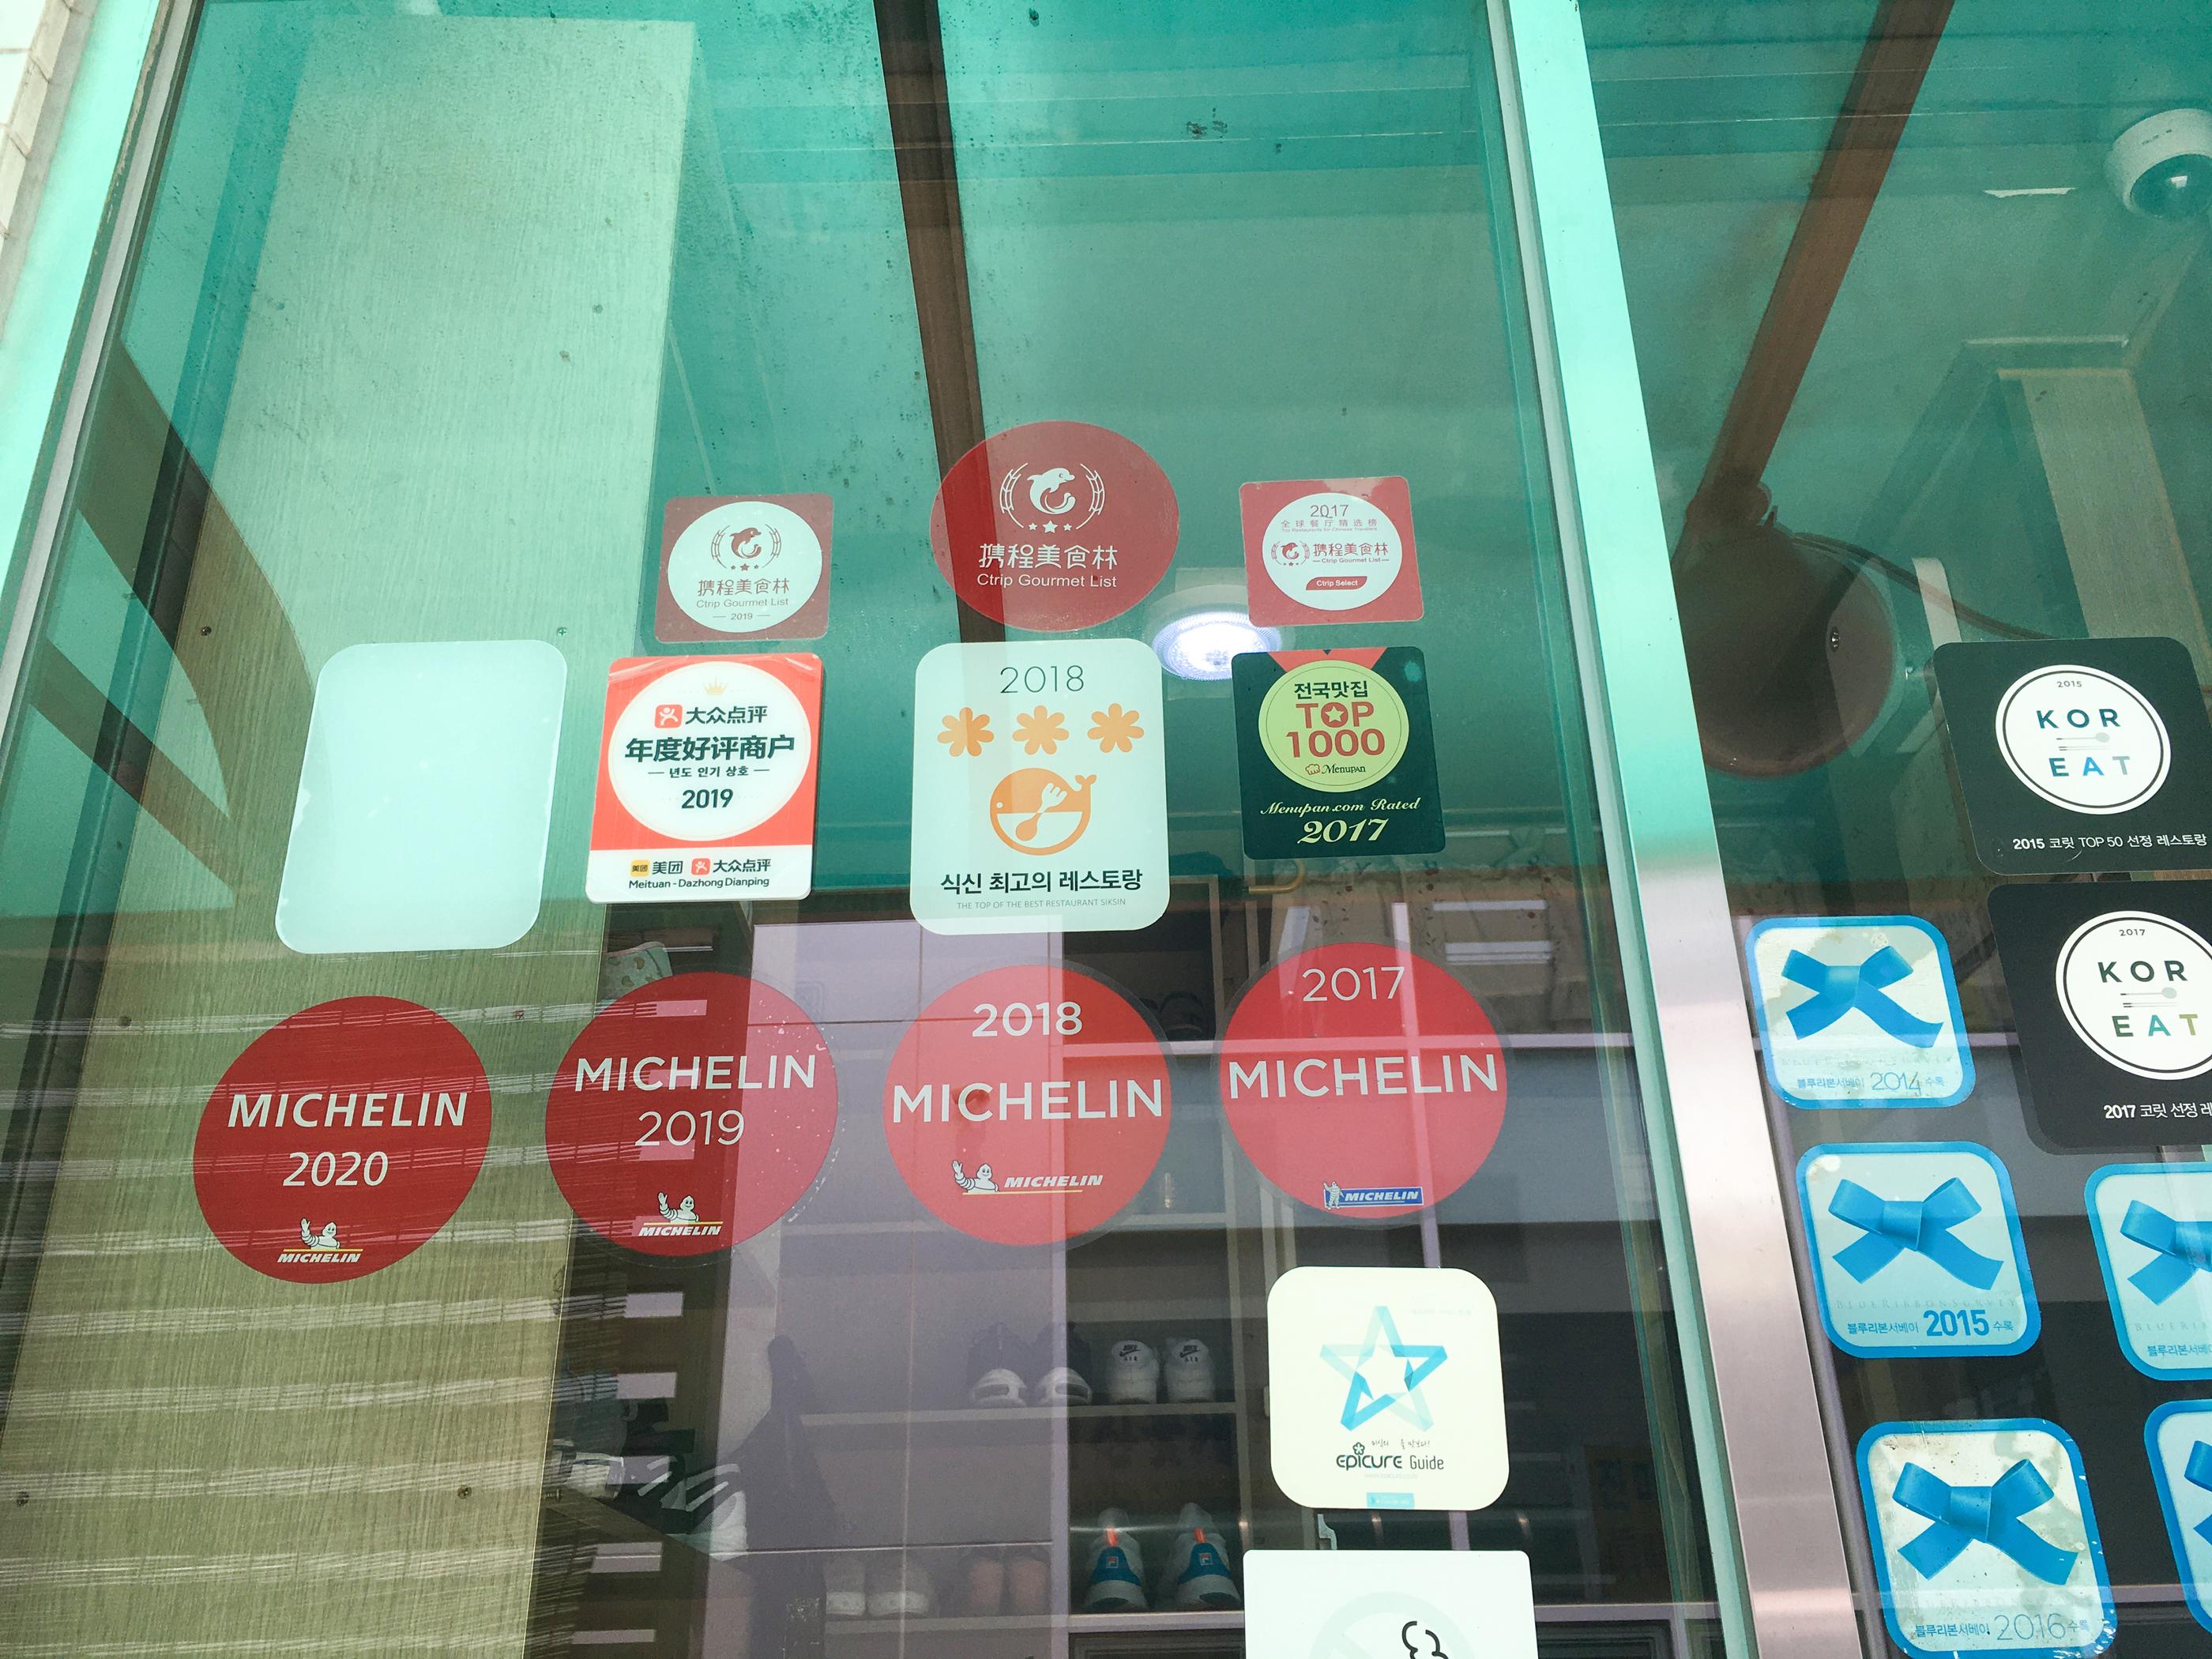 携程美食林
Ctrip Gourmet List
2019
携程美食林
Ctrip Gourmet List
2017
全球餐厅精选榜
携程美食林
Ctrip Gourmet List
Ctrip Select
大众点评
年度好评商户
년도 인기 상호
2019
美团 美团 大众点评
Meituan - Dazhong Dianping
2018
식신 최고의 레스토랑
THE TOP OF THE BEST RESTAURANT SIKSIN
전국맛집
TOP
1000
Menupan
Menupan.com Rated
2017
2015
KOR
EAT
2015 코릿 TOP 50 선정 레스토랑
2017
KOR
EAT
2017 코릿 선정 레
MICHELIN
2020
MICHELIN
MICHELIN
2019
MICHELIN
2018
MICHELIN
MICHELIN
2017
MICHELIN
MICHELIN
블루리본서베이 2014 수록
BLUERIBBONSURVEY
블루리본서베이 2015 수록
블루리본서베이 2016 수록
EPICURE Guide